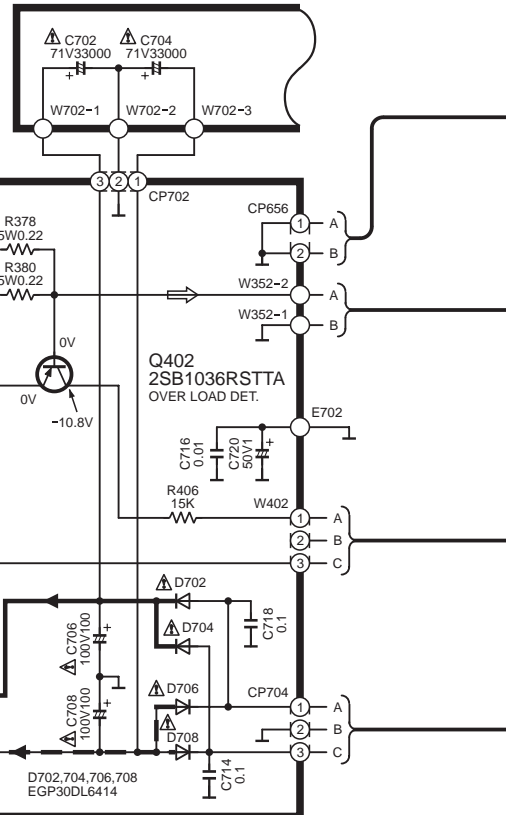 C702
71V33000
+
C704
71V33000
+
W702-1
W702-2
W702-3
3
2
1
CP702
R378
5W0.22
R380
5W0.22
CP656
1
A
2
B
W352-2
A
W352-1
B
0V
0V
-10.8V
Q402
2SB1036RSTTA
OVER LOAD DET.
E702
C716
0.01
C720
50V1
+
R406
15K
W402
1
A
2
B
3
C
D702
D704
C718
0.1
C706
100V100
+
C708
100V100
+
D706
D708
CP704
1
A
2
B
3
C
C714
0.1
D702,704,706,708
EGP30DL6414